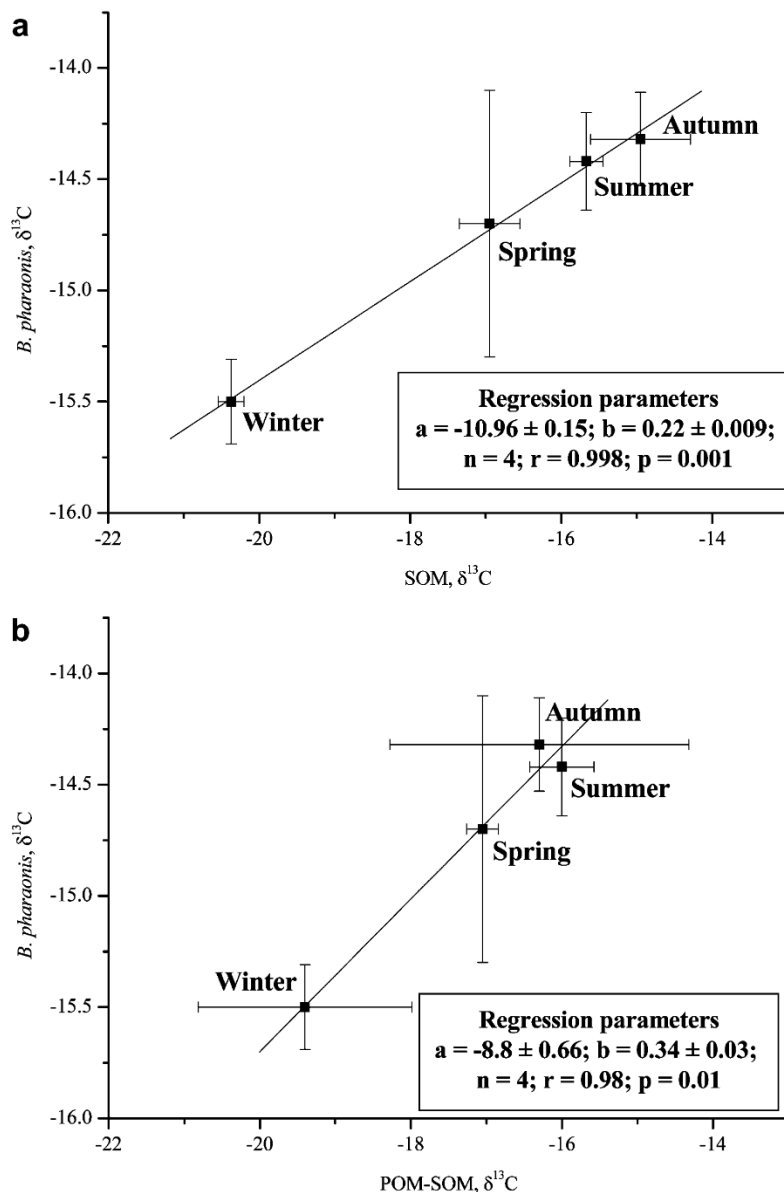 a
-14.0
-14.5
-15.0
-15.5
-16.0
B. pharaonis, δ¹³C
Autumn
Summer
Spring
Winter
Regression parameters
a = -10.96 ± 0.15; b = 0.22 ± 0.009;
n = 4; r = 0.998; p = 0.001
-22 -20 -18 -16 -14
SOM, δ¹³C
b
-14.0
-14.5
-15.0
-15.5
-16.0
B. pharaonis, δ¹³C
Autumn
Summer
Spring
Winter
Regression parameters
a = -8.8 ± 0.66; b = 0.34 ± 0.03;
n = 4; r = 0.98; p = 0.01
-22 -20 -18 -16 -14
POM-SOM, δ¹³C